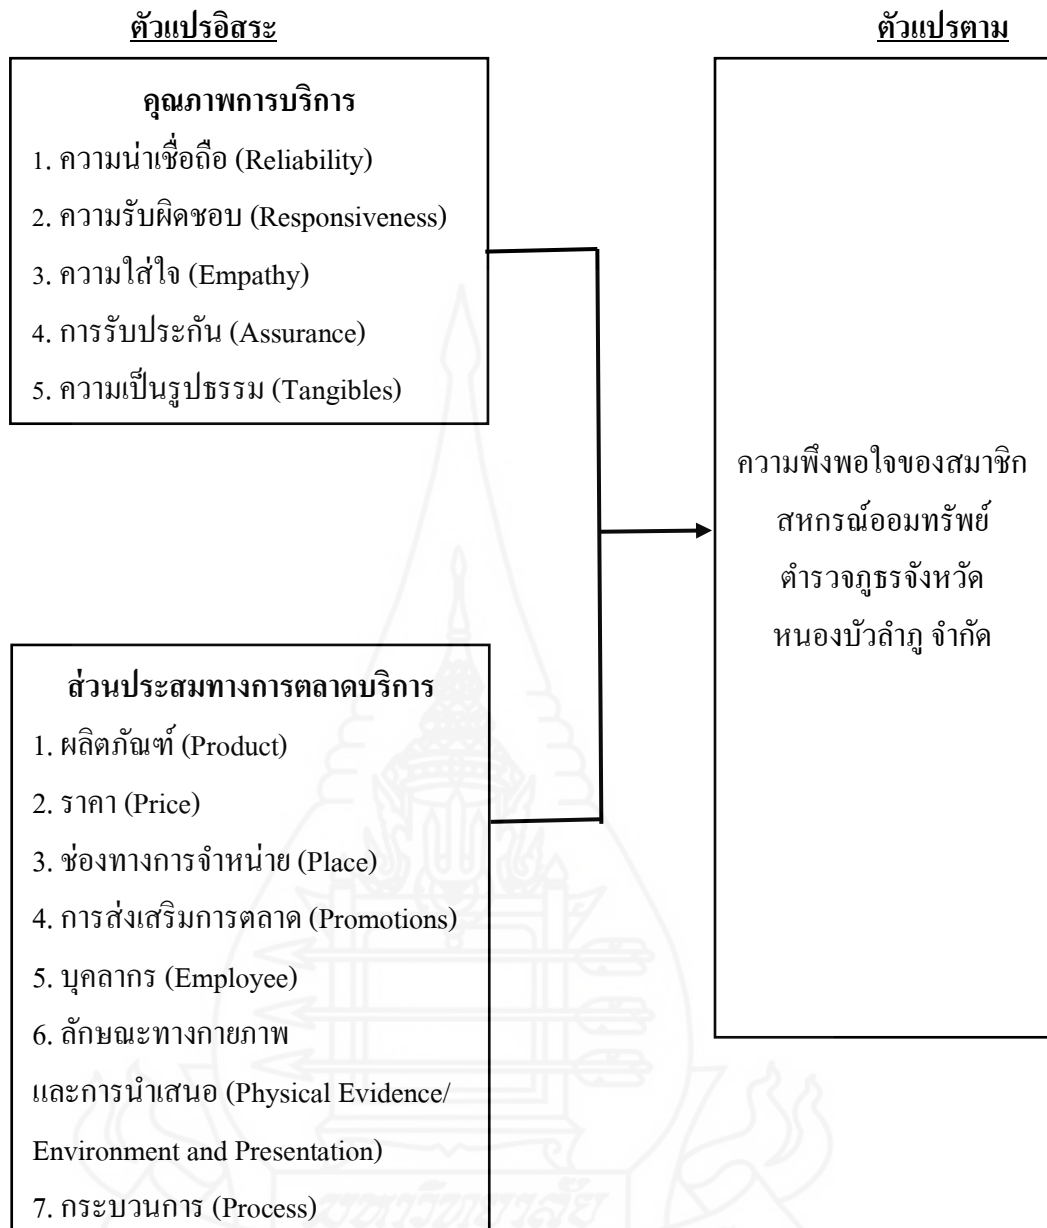 ตัวแปรอิสระ
ตัวแปรตาม
คุณภาพการบริการ
1. ความน่าเชื่อถือ (Reliability)
2. ความรับผิดชอบ (Responsiveness)
3. ความใส่ใจ (Empathy)
4. การรับประกัน (Assurance)
5. ความเป็นรูปธรรม (Tangibles)
ส่วนประสมทางการตลาดบริการ
1. ผลิตภัณฑ์ (Product)
2. ราคา (Price)
3. ช่องทางการจำหน่าย (Place)
4. การส่งเสริมการตลาด (Promotions)
5. บุคลากร (Employee)
6. ลักษณะทางกายภาพ
และการนำเสนอ (Physical Evidence/
Environment and Presentation)
7. กระบวนการ (Process)
ความพึงพอใจของสมาชิก
สหกรณ์ออมทรัพย์
ตำรวจภูธรจังหวัด
หนองบัวลำภู จำกัด
มหาวิทยาลัย